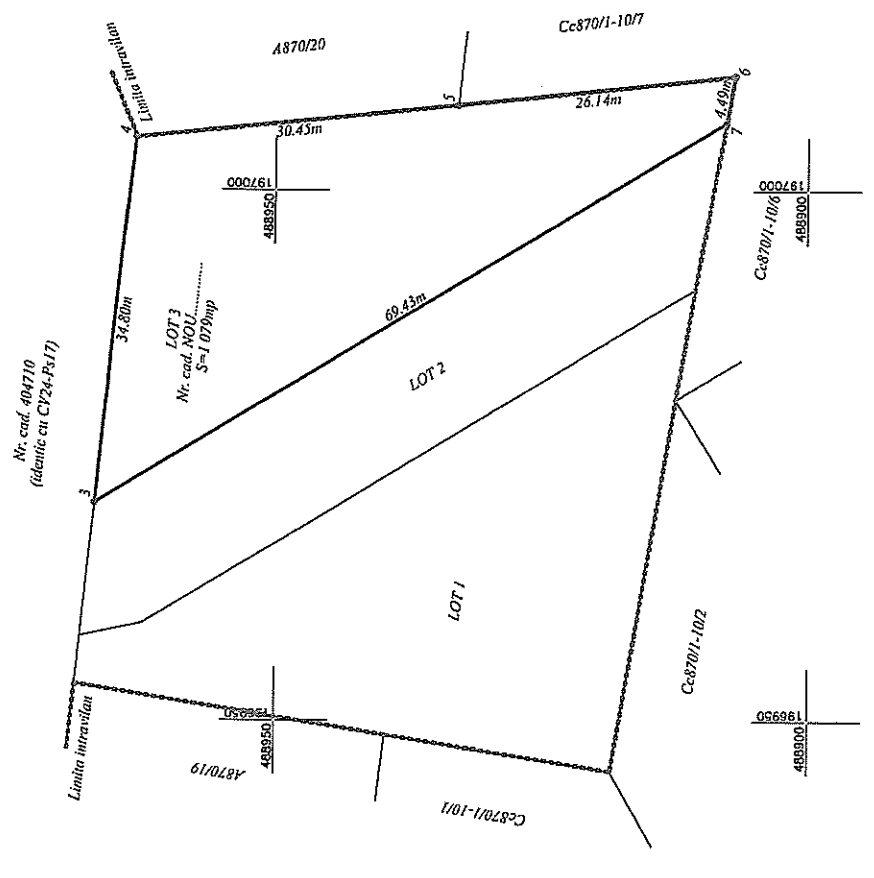 Limita intravilan
A870/20
Cc870/1-10/7
4
5
6
30.45m
26.14m
4.49m
7
197000
488950
197000
488900
Cc870/1-10/6
34.80m
LOT 3
Nr. cad. NOU..............
S=1 079mp
69.43m
Nr. cad. 404710
(identic cu CV24-Ps17)
LOT 2
3
LOT 1
Cc870/1-10/2
196950
488950
196950
488900
Limita intravilan
A870/19
Cc870/1-10/1